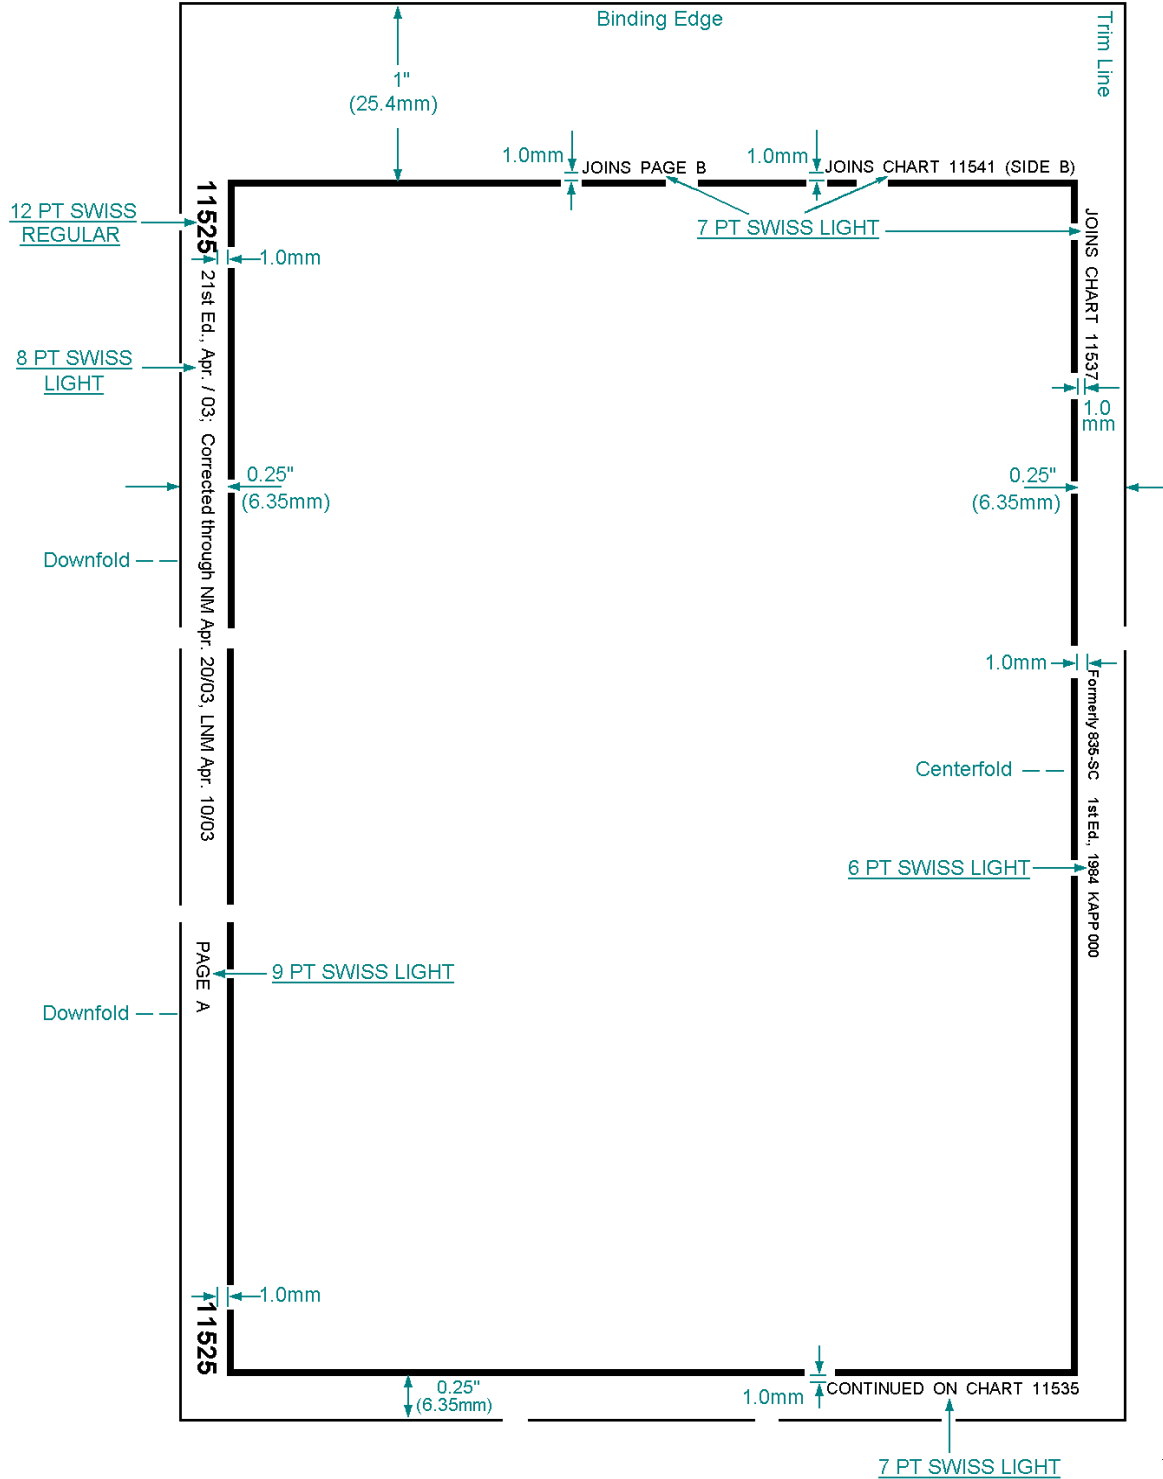 Binding Edge
Trim Line
1"
(25.4mm)
1.0mm
JOINS PAGE B
1.0mm
JOINS CHART 11541 (SIDE B)
12 PT SWISS
REGULAR
11525
7 PT SWISS LIGHT
JOINS CHART 11537
1.0mm
21st Ed., Apr. / 03; Corrected through NM Apr. 20/03, LNM Apr. 10/03
8 PT SWISS
LIGHT
1.0
mm
0.25"
(6.35mm)
0.25"
(6.35mm)
Downfold
1.0mm
Formerly 835-SC 1st Ed., 1984 KAPP 000
Centerfold
6 PT SWISS LIGHT
PAGE A
9 PT SWISS LIGHT
Downfold
1.0mm
11525
0.25"
(6.35mm)
1.0mm
CONTINUED ON CHART 11535
7 PT SWISS LIGHT